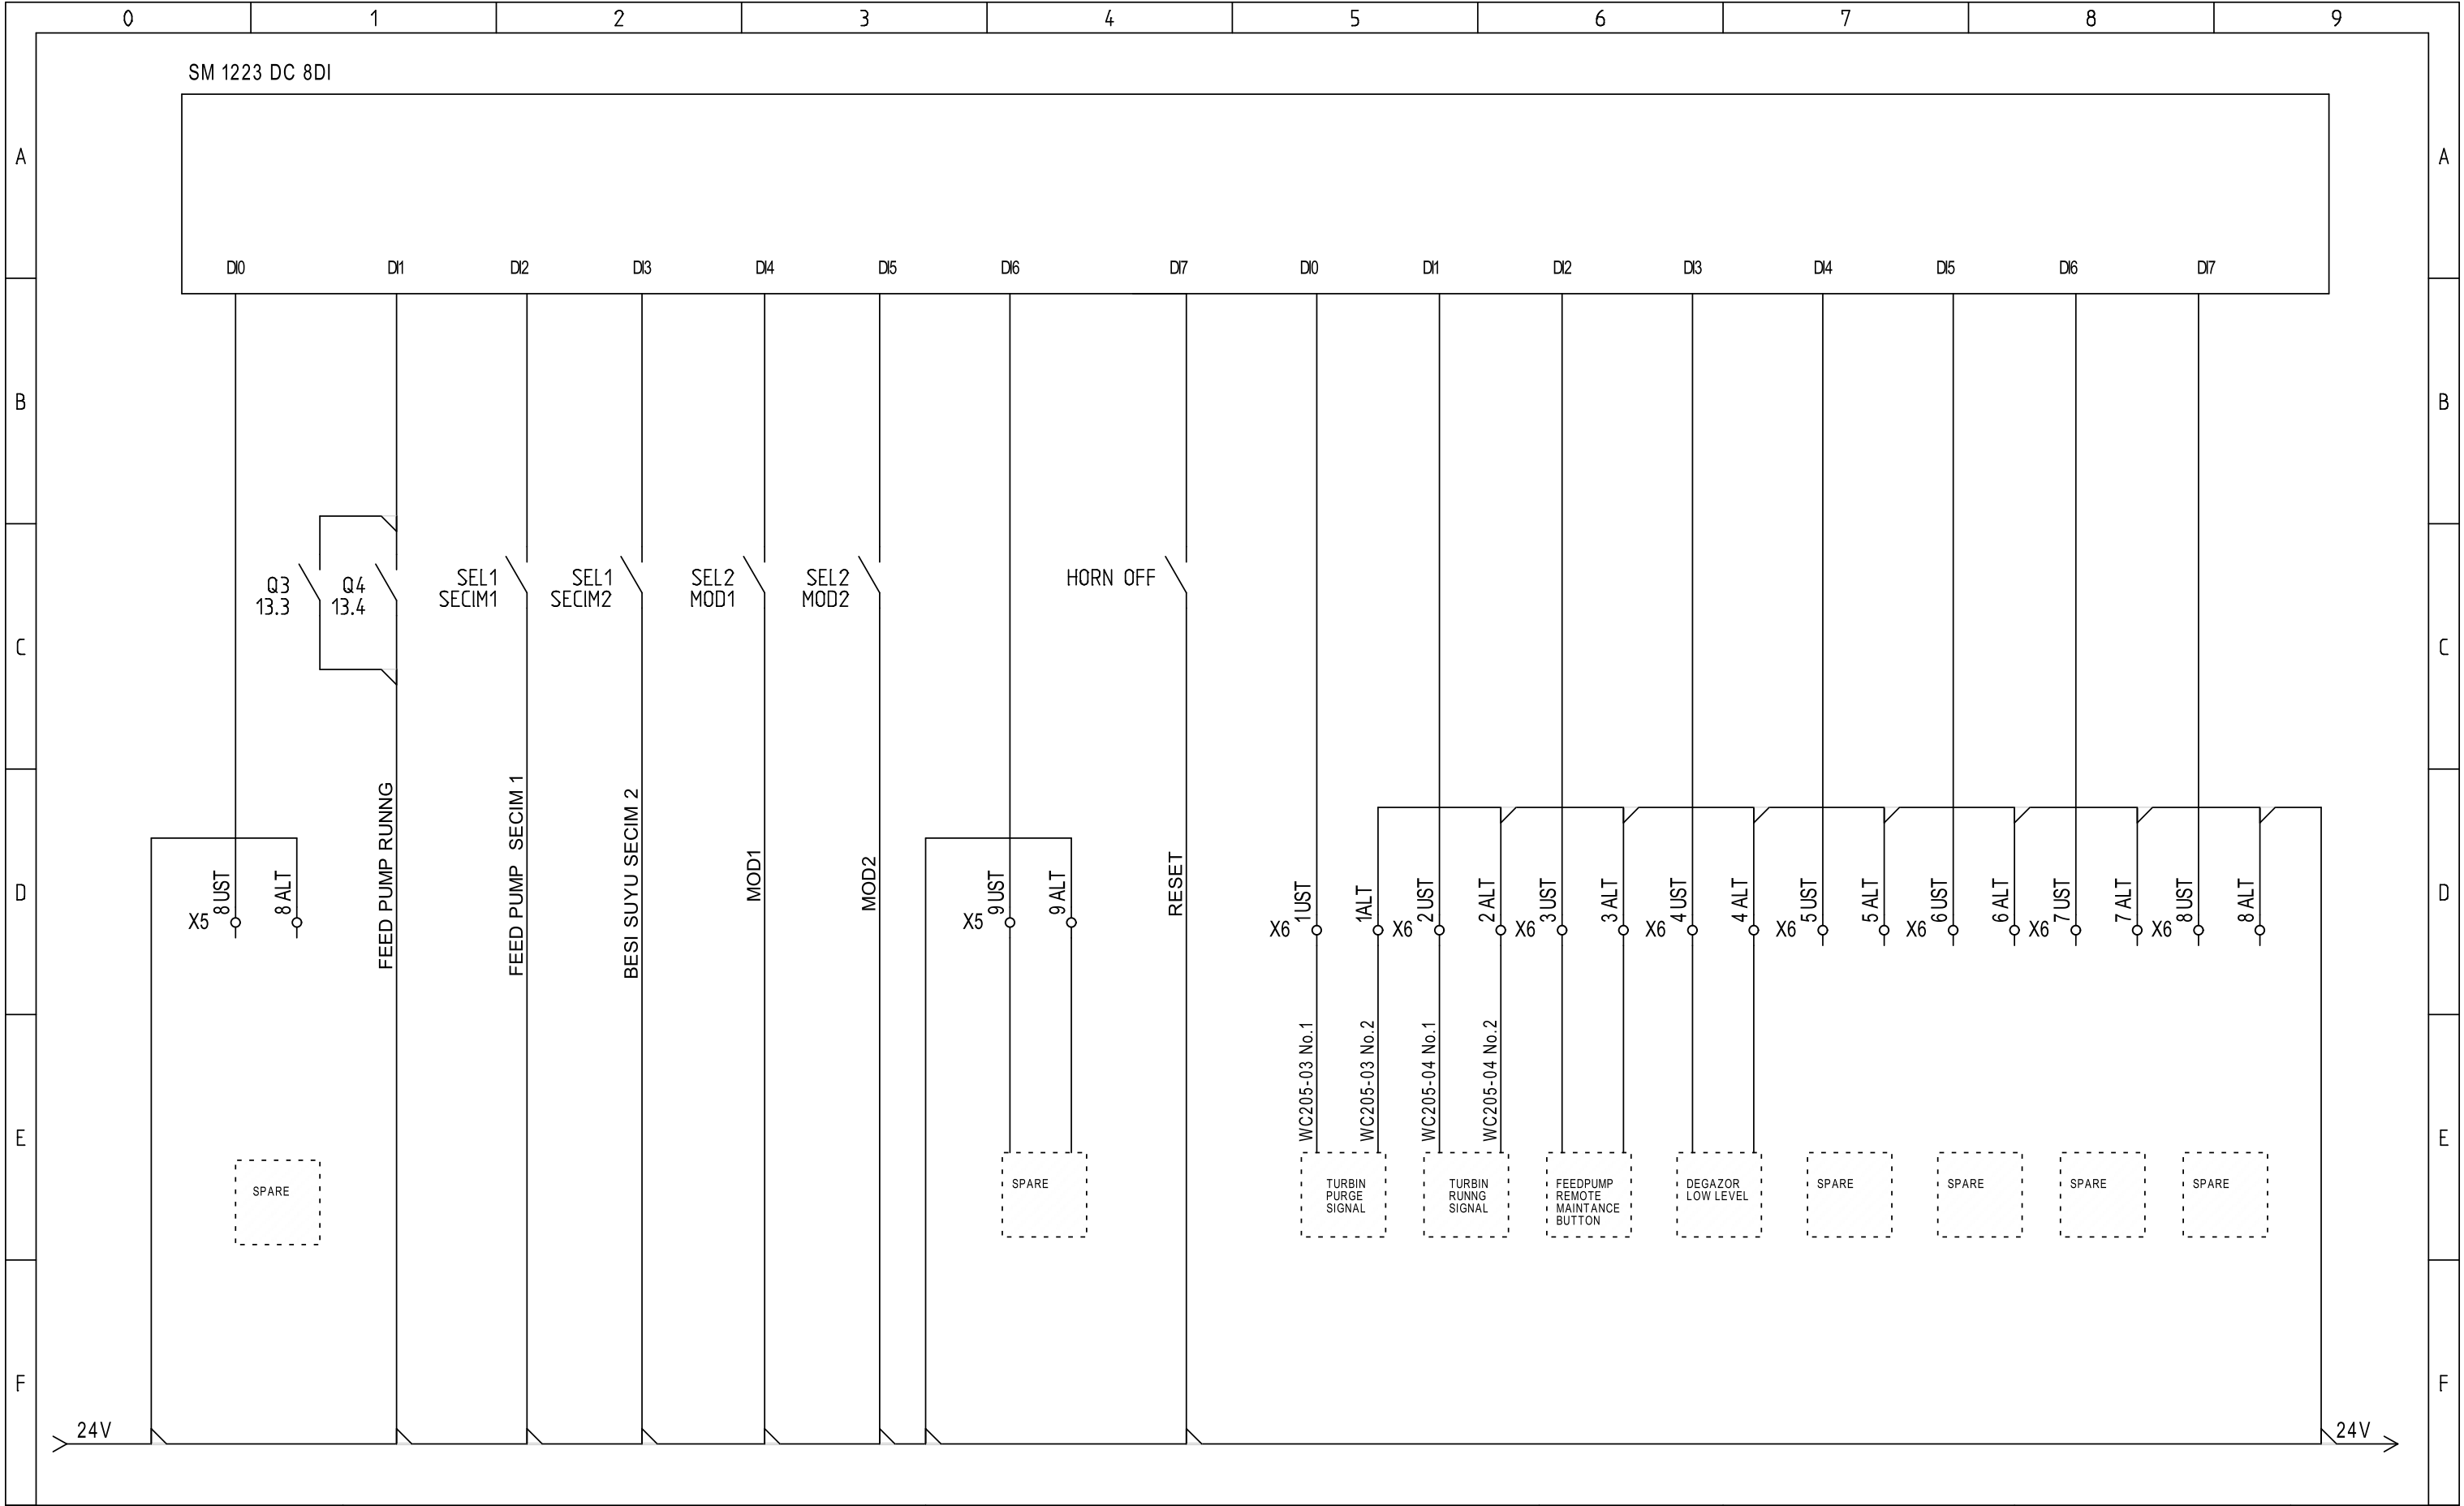 0 1 2 3 4 5 6 7 8 9
SM 1223 DC 8DI
A A
DI0 DI1 DI2 DI3 DI4 DI5 DI6 DI7 DI0 DI1 DI2 DI3 DI4 DI5 DI6 DI7
B B
Q3
13.3
Q4
13.4
SEL1
SECIM1
SEL1
SECIM2
SEL2
MOD1
SEL2
MOD2
HORN OFF
C C
X5 8 UST 8 ALT
FEED PUMP RUNNG
FEED PUMP SECIM 1
BESI SUYU SECIM 2
MOD1
MOD2
X5 9 UST 9 ALT
RESET
X6 1 UST 1 ALT
X6 2 UST 2 ALT
X6 3 UST 3 ALT
X6 4 UST 4 ALT
X6 5 UST 5 ALT
X6 6 UST 6 ALT
X6 7 UST 7 ALT
X6 8 UST 8 ALT
D D
WC205-03 No.1
WC205-03 No.2
WC205-04 No.1
WC205-04 No.2
E E
SPARE
SPARE
TURBIN
PURGE
SIGNAL
TURBIN
RUNNG
SIGNAL
FEEDPUMP
REMOTE
MAINTANCE
BUTTON
DEGAZOR
LOW LEVEL
SPARE
SPARE
SPARE
SPARE
F F
24V 24V